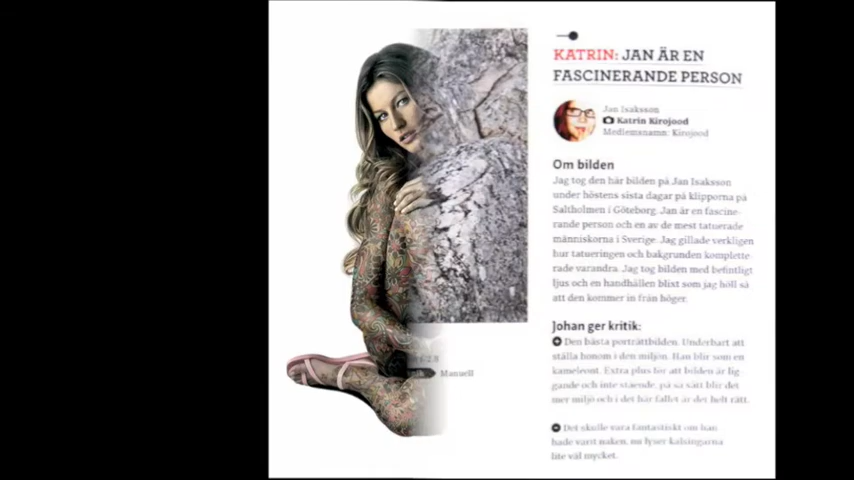 KATRIN: JAN ÄR EN
FASCINERANDE PERSON
Jan Isaksson
Katrin Kirojood
Medlemsnamn: Kirojood
Om bilden
Jag tog den här bilden på Jan Isaksson
under höstens sista dagar på klipporna på
Saltholmen i Göteborg. Jan är en fascine-
rande person och en av de mest tatuerade
människorna i Sverige. Jag gillade verkligen
hur tatueringen och bakgrunden komplette-
rade varandra. Jag tog bilden med befintligt
ljus och en handhållen blixt som jag höll så
att den kommer in från höger.
Johan ger kritik:
Den bästa porträttbilden. Underbart att
ställa honom i den miljön. Han blir som en
kameleont. Extra plus för att bilden är lig-
gande och inte stående, på så sätt blir det
mer miljö och i det här fallet är det helt rätt.
Det skulle vara fantastiskt om han
hade varit naken, nu lyser kalsingarna
lite väl mycket.
2.8
Manuell